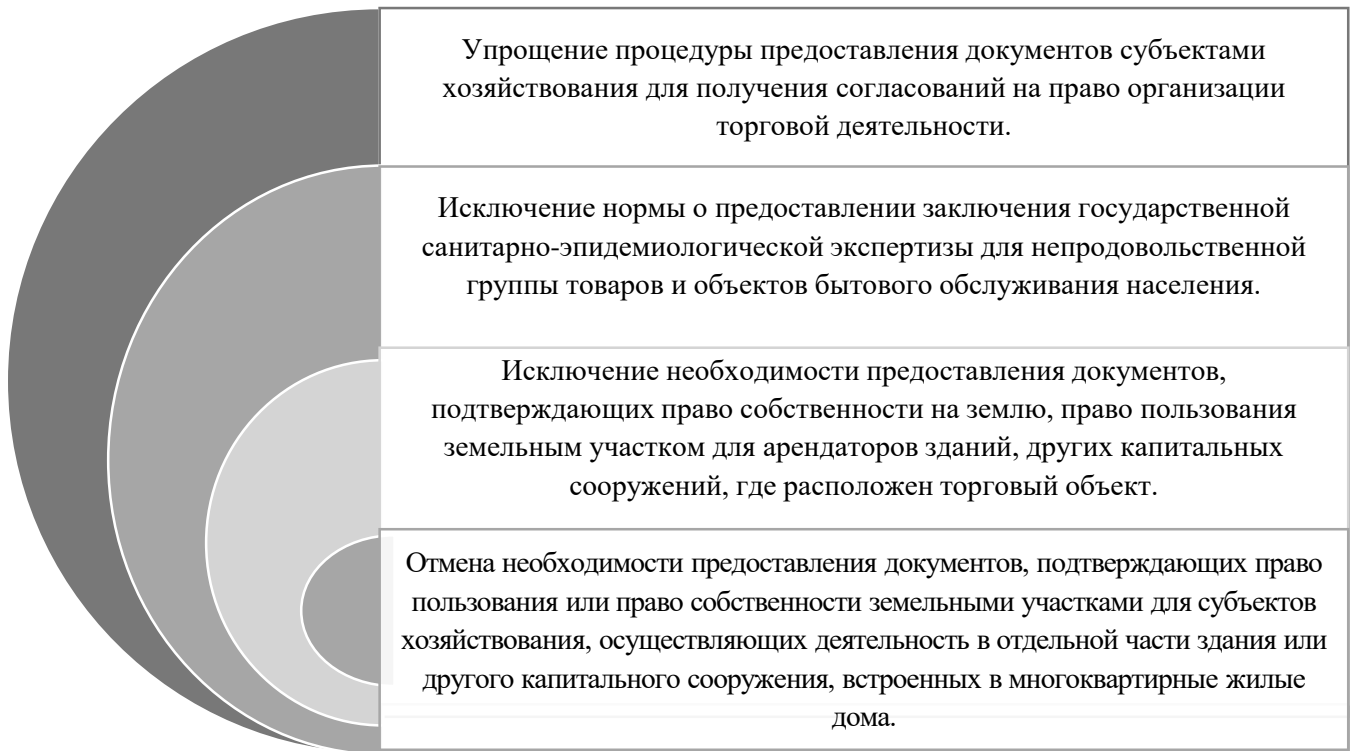 Упрощение процедуры предоставления документов субъектами
хозяйствования для получения согласований на право организации
торговой деятельности.
Исключение нормы о предоставлении заключения государственной
санитарно-эпидемиологической экспертизы для непродовольственной
группы товаров и объектов бытового обслуживания населения.
Исключение необходимости предоставления документов,
подтверждающих право собственности на землю, право пользования
земельным участком для арендаторов зданий, других капитальных
сооружений, где расположен торговый объект.
Отмена необходимости предоставления документов, подтверждающих право
пользования или право собственности земельными участками для субъектов
хозяйствования, осуществляющих деятельность в отдельной части здания или
другого капитального сооружения, встроенных в многоквартирные жилые
дома.